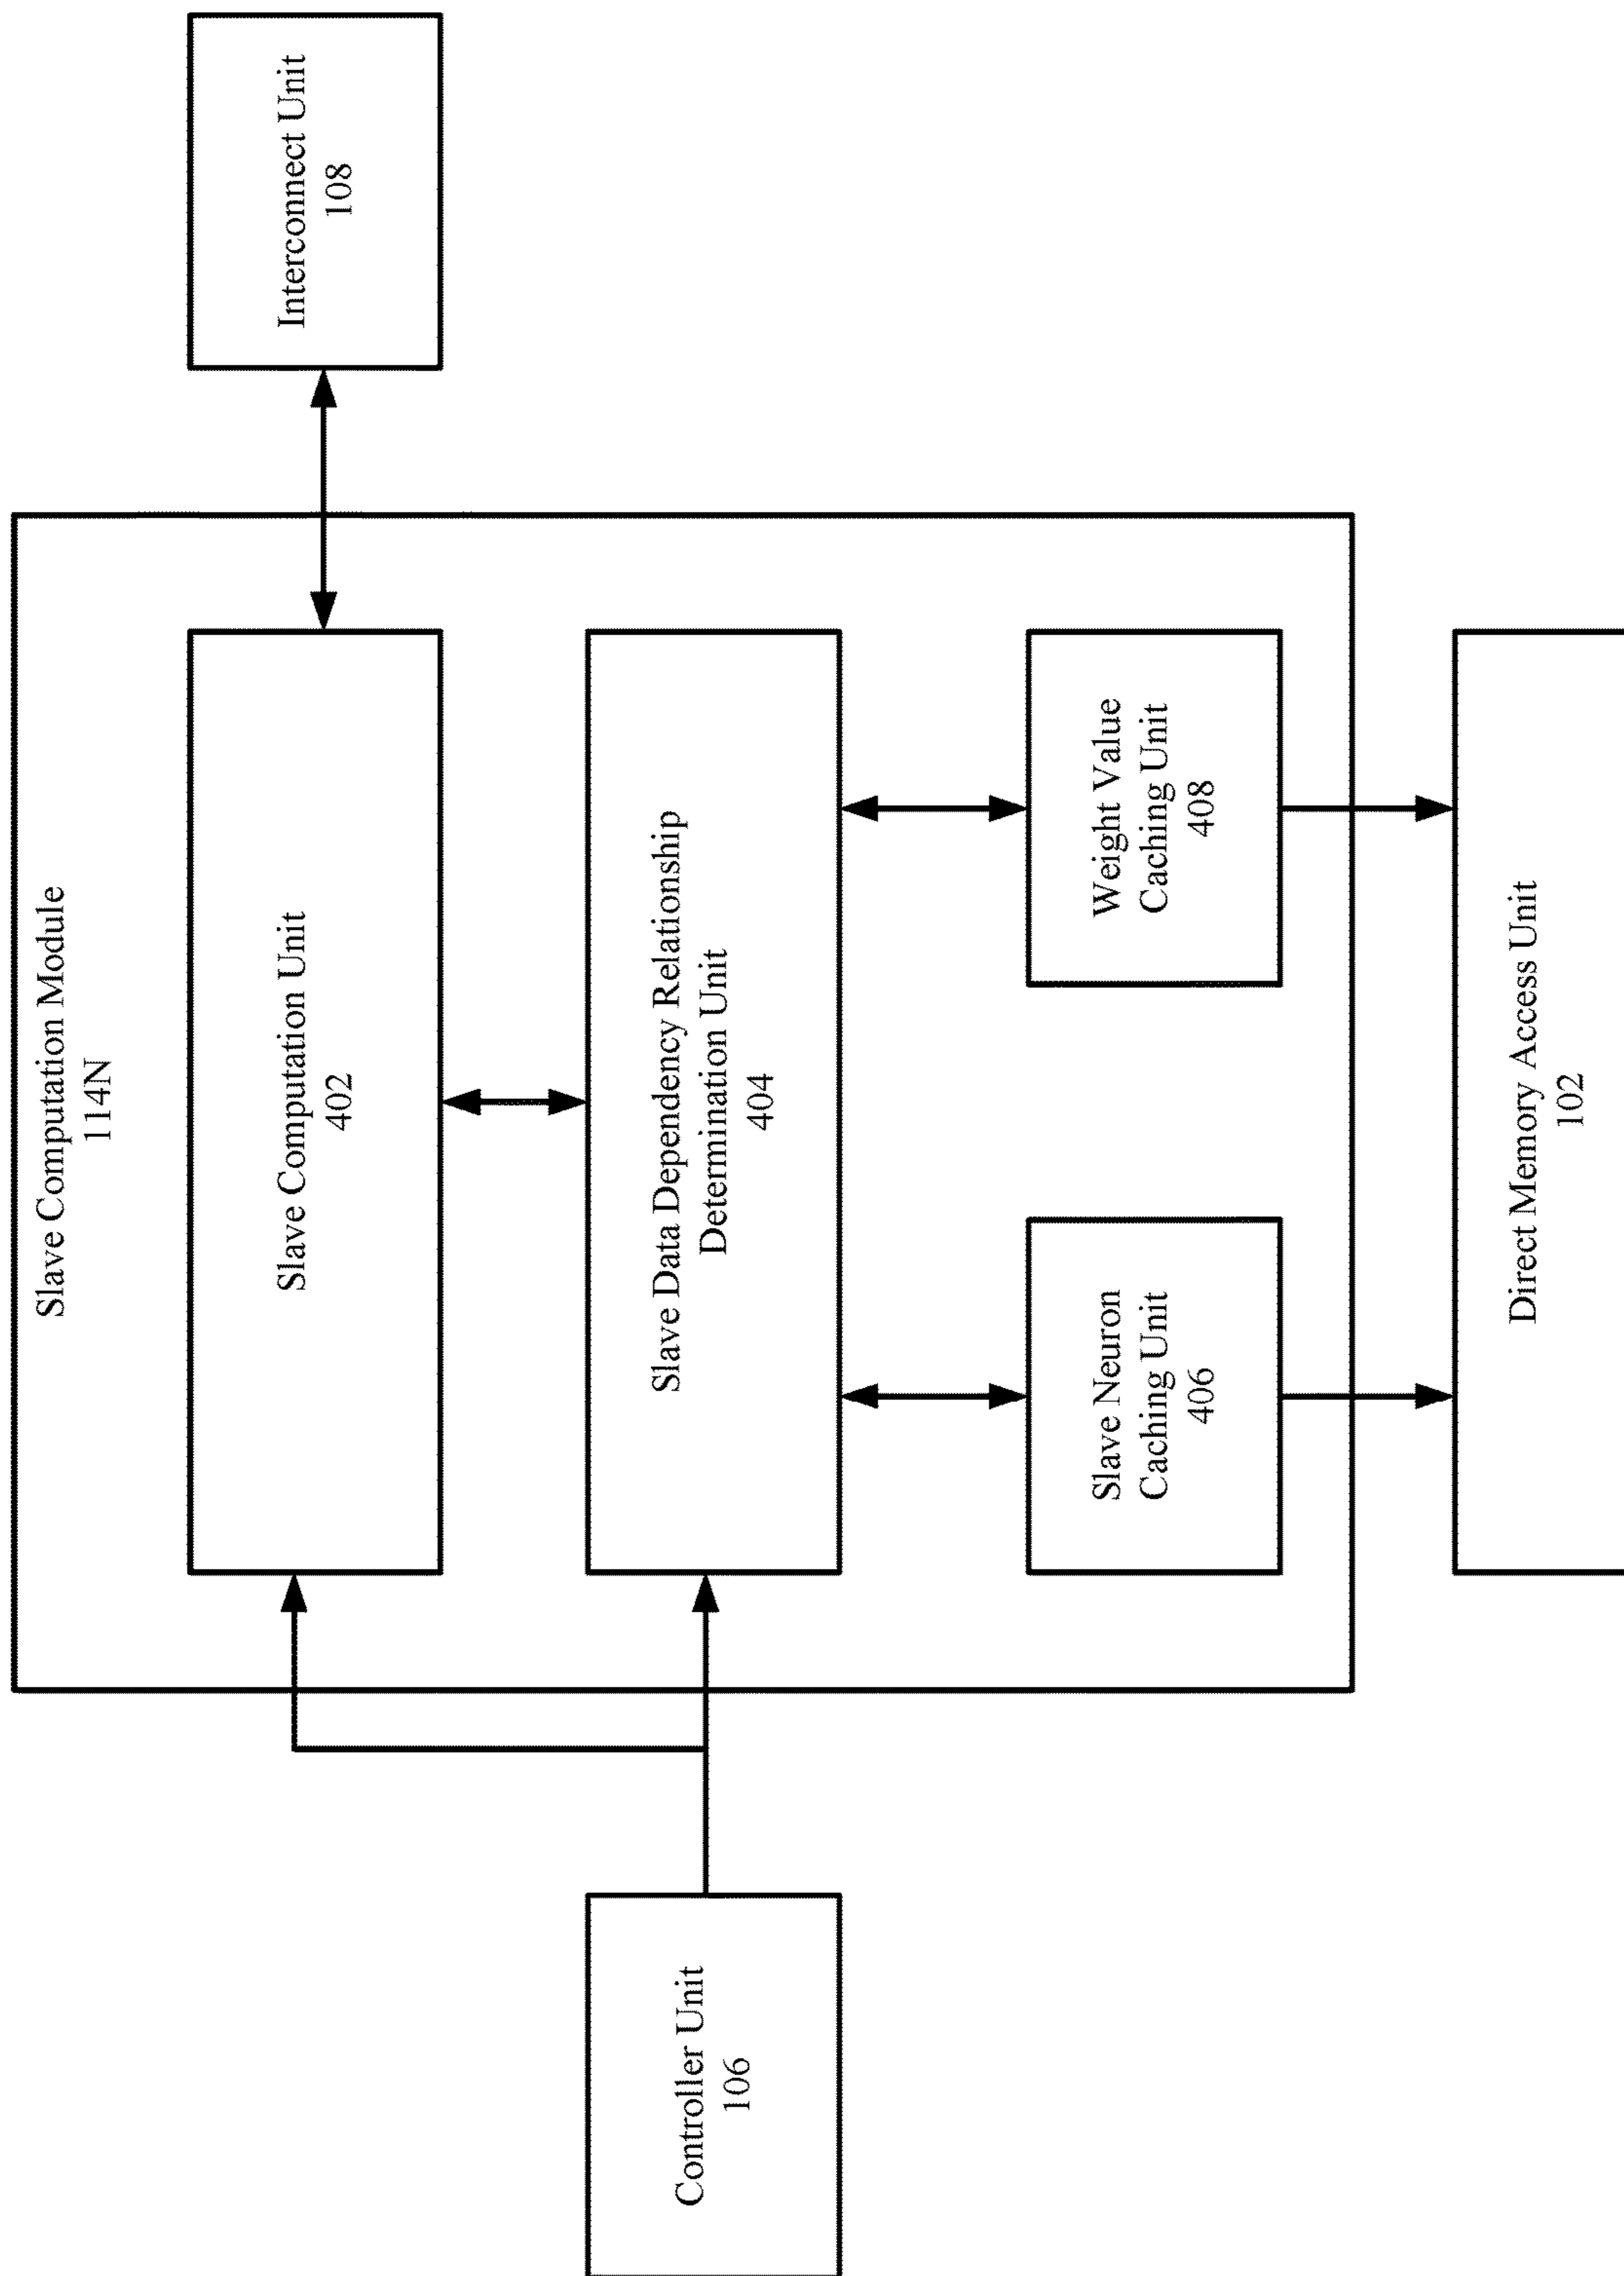 Slave Computation Module
114N
Slave Computation Unit
402
Interconnect Unit
108
Controller Unit
106
Slave Data Dependency Relationship
Determination Unit
404
Slave Neuron
Caching Unit
406
Weight Value
Caching Unit
408
Direct Memory Access Unit
102